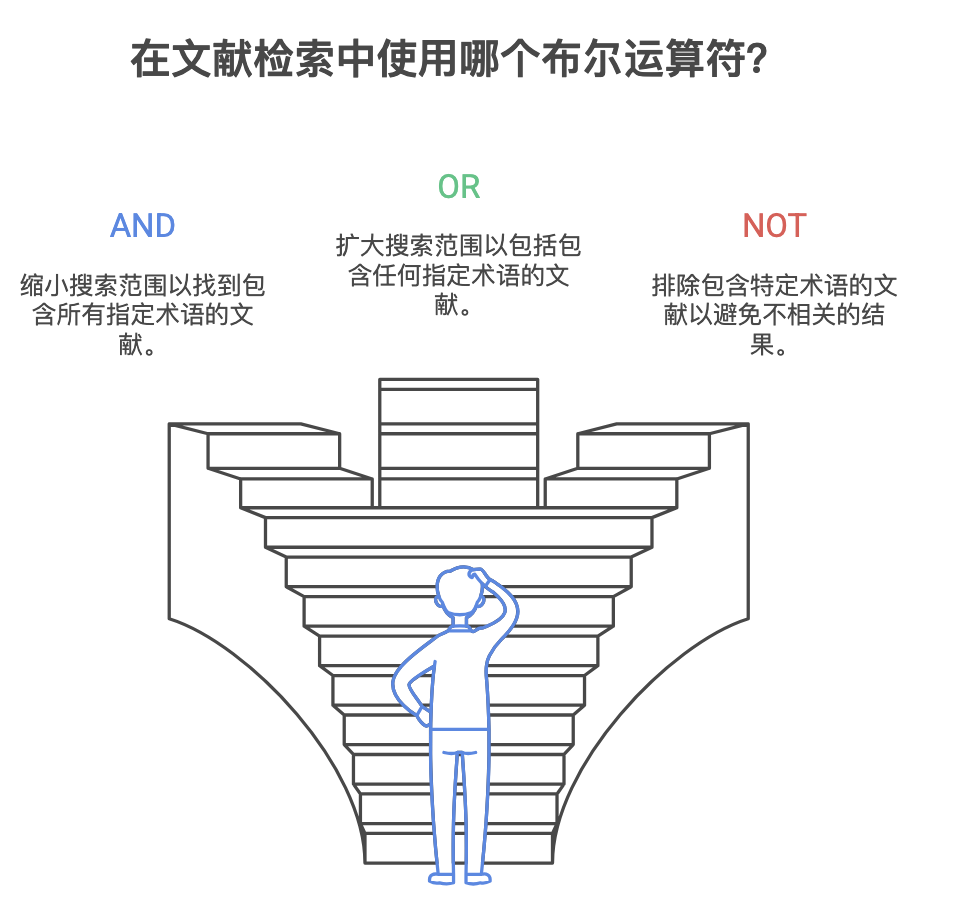 在文献检索中使用哪个布尔运算符?
AND
缩小搜索范围以找到包
含所有指定术语的文
献。
OR
扩大搜索范围以包括包
含任何指定术语的文
献。
NOT
排除包含特定术语的文
献以避免不相关的结
果。